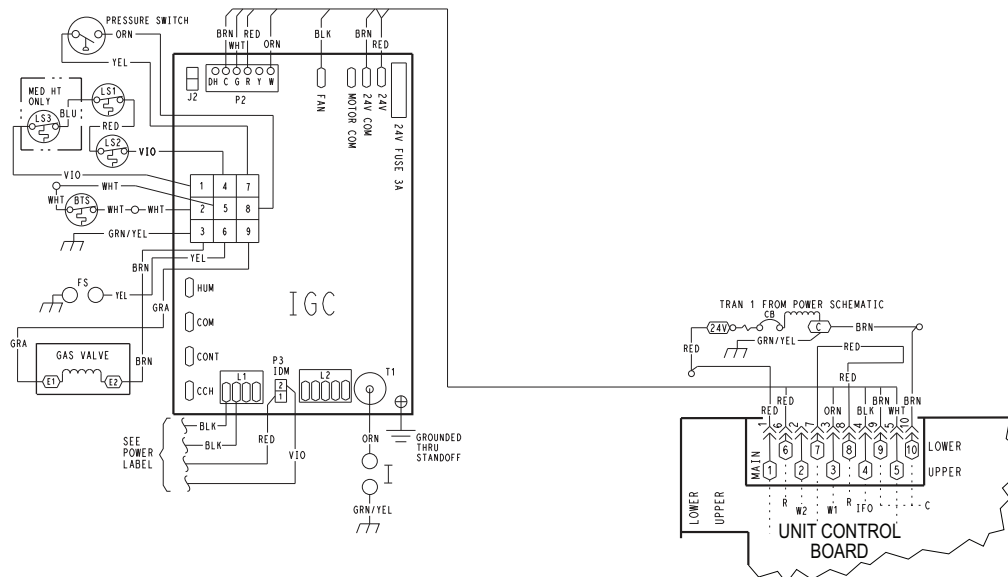 PRESSURE SWITCH
ORN
YEL
BRN
WHT
RED
ORN
BLK
BRN
RED
J2
DH C G R Y W
P2
FAN
MOTOR COM
24V COM
24V
24V FUSE 3A
MED HT
ONLY
LS1
BLU
LS3
RED
LS2
VIO
VIO
WHT
WHT
BTS
WHT
WHT
GRN/YEL
1 4 7
2 5 8
3 6 9
BRN
YEL
FS
YEL
GRA
GRA
GAS VALVE
E1
E2
BRN
HUM
COM
CONT
CCH
IGC
L1
P3
IDM
2
1
L2
T1
SEE
POWER
LABEL
BLK
BLK
RED
VIO
ORN
I
GRN/YEL
GROUNDED
THRU
STANDOFF
TRAN 1 FROM POWER SCHEMATIC
24V
CB
C
BRN
GRN/YEL
RED
RED
RED
RED
RED
ORN
BLK
BRN
WHT
BRN
1 6 2 7 3 8 4 9 5 10
MAIN
6 7 8 9 10
LOWER
1 2 3 4 5
UPPER
R
W2
W1
R
IFO
C
LOWER
UPPER
UNIT CONTROL
BOARD